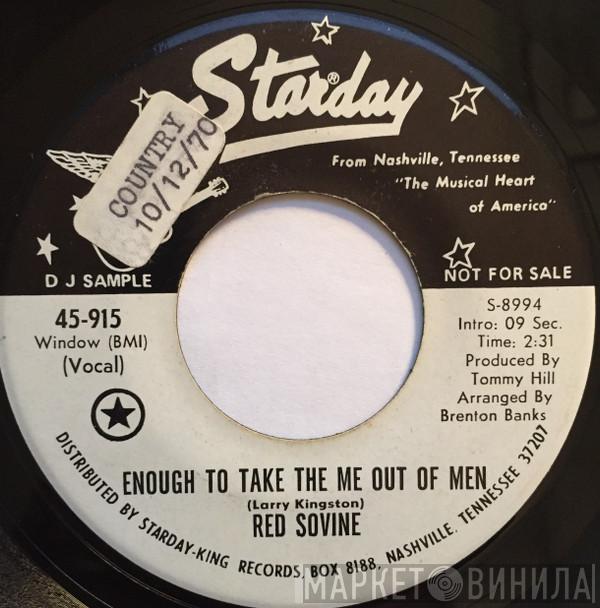 Starday®
COUNTRY
10/12/70
From Nashville, Tennessee
"The Musical Heart
of America"
D J SAMPLE
NOT FOR SALE
45-915
Window (BMI)
(Vocal)
S-8994
Intro: 09 Sec.
Time: 2:31
Produced By
Tommy Hill
Arranged By
Brenton Banks
ENOUGH TO TAKE THE ME OUT OF MEN
(Larry Kingston)
RED SOVINE
DISTRIBUTED BY STARDAY-KING RECORDS, BOX 8188, NASHVILLE, TENNESSEE 37207
МАРКЕТ ВИНИЛА